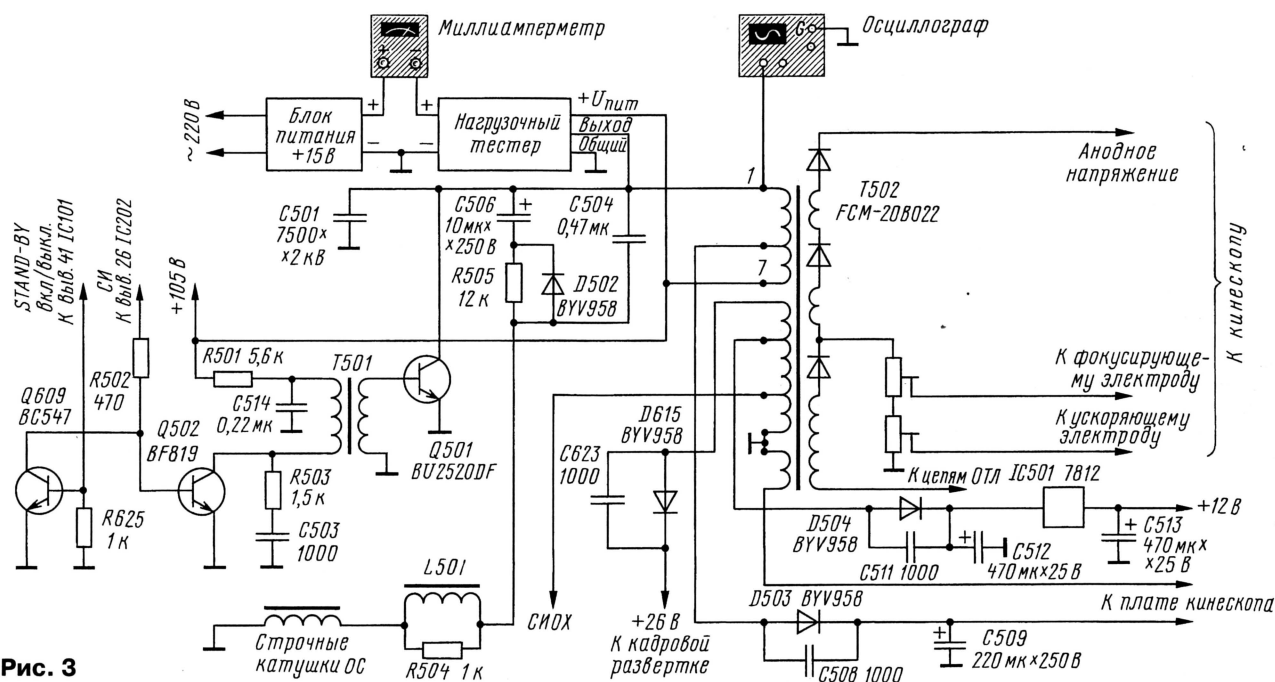 Миллиамперметр
Осциллограф
G
+
–
~220 В
Блок
питания
+15 В
+
–
+
–
Нагрузочный
тестер
+Uпит
Выход
Общий
Анодное
напряжение
1
7
T502
FCM-20B022
К кинескопу
C501
7500×
×2 кВ
C506
10 мк×
×250 В
+
C504
0,47 мк
R505
12 к
D502
BYV958
STAND-BY
Вкл/выкл.
К выв. 41 IC101
СИ
К выв. 26 IC202
+105 В
R501 5,6 к
T501
R502
470
C514
0,22 мк
Q609
BC547
Q502
BF819
Q501
BU2520DF
R503
1,5 к
C503
1000
R625
1 к
D615
BYV958
C623
1000
К фокусирующе-
му электроду
К ускоряющему
электроду
К цепям ОТЛ
IC501 7812
+12 В
D504
BYV958
C511 1000
+
C512
470 мк×25 В
+
C513
470 мк×
×25 В
L501
Строчные
катушки ОС
R504 1 к
СИОХ
+26 В
К кадровой
развертке
D503 BYV958
C508 1000
К плате кинескопа
+
C509
220 мк×250 В
Рис. 3